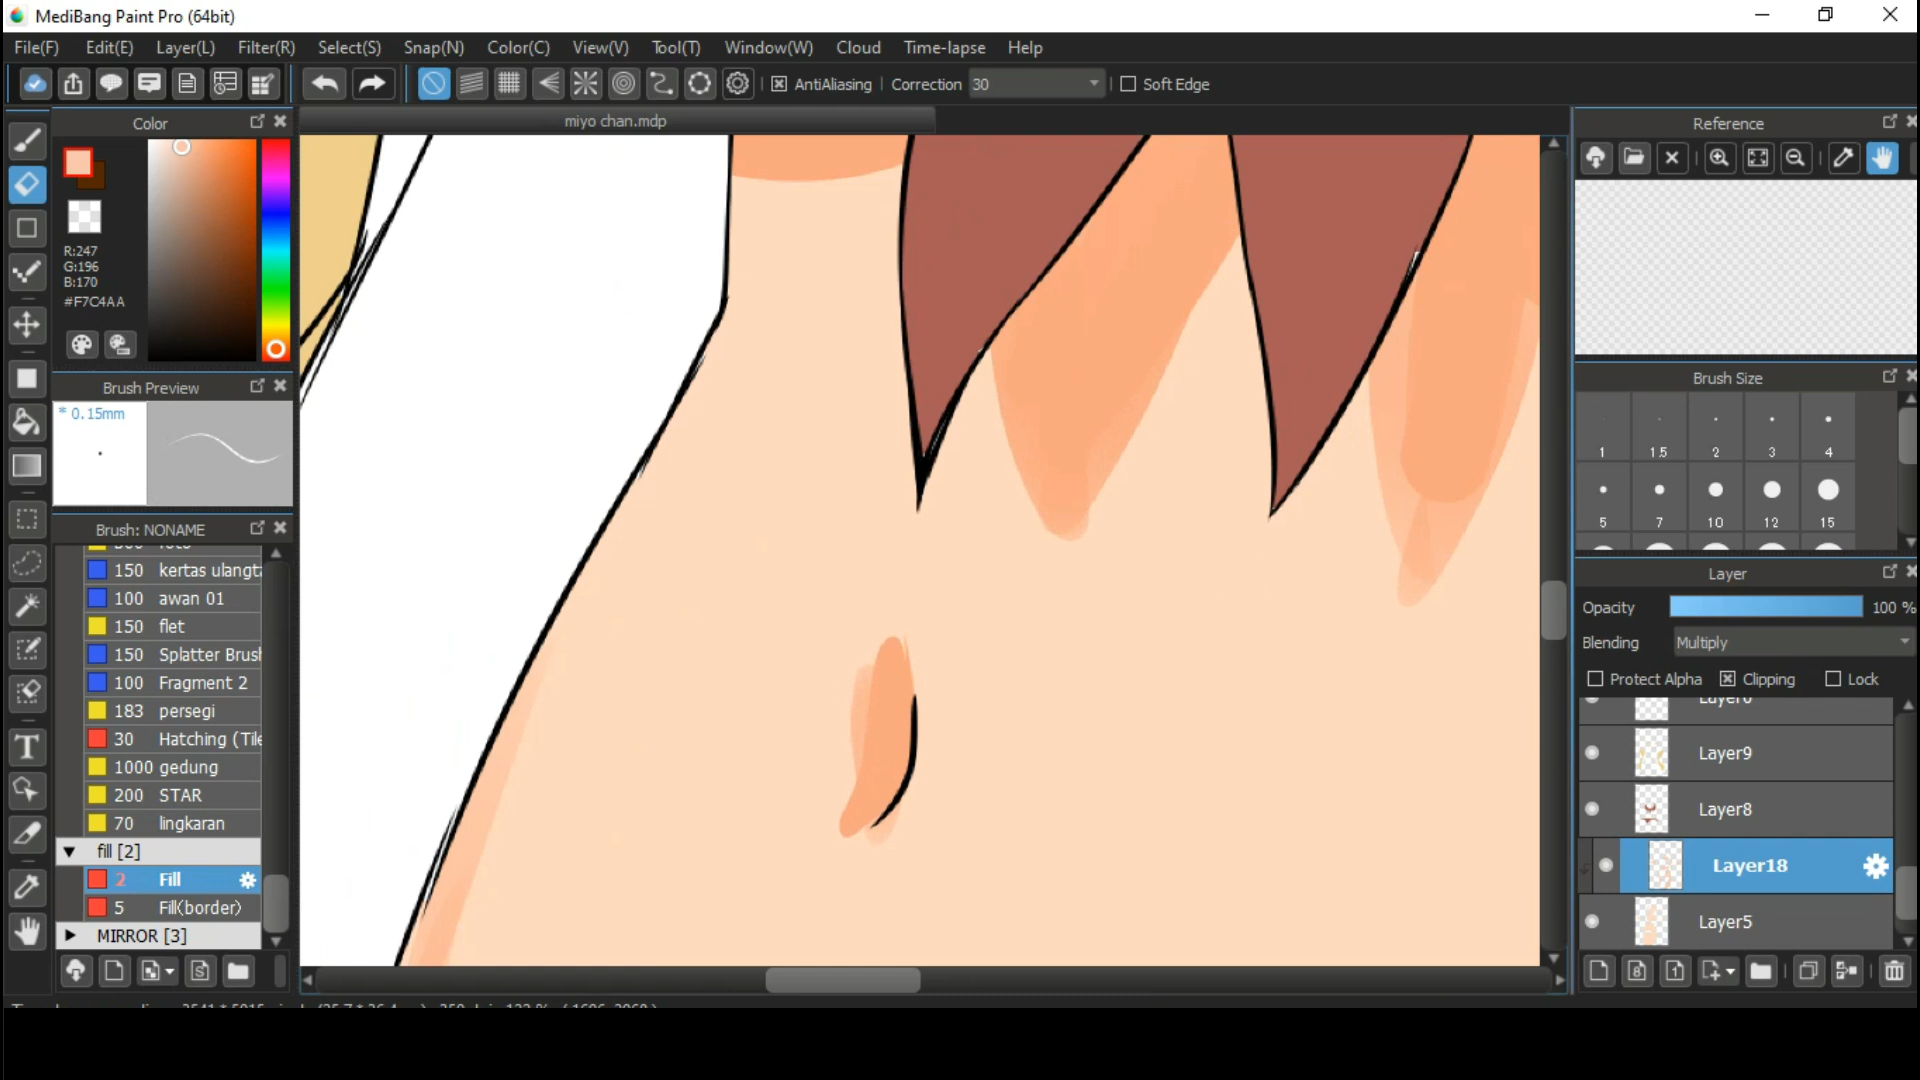 MediBang Paint Pro (64bit)
File(F) Edit(E) Layer(L) Filter(R) Select(S) Snap(N) Color(C) View(V) Tool(T) Window(W) Cloud Time-lapse Help
AntiAliasing Correction 30 Soft Edge
Color
miyo chan.mdp
Reference
R:247
G:196
B:170
#F7C4AA
Brush Preview
* 0.15mm
Brush Size
1 1.5 2 3 4
5 7 10 12 15
Brush: NONAME
150 kertas ulangta
100 awan 01
150 flet
150 Splatter Brush
100 Fragment 2
183 persegi
30 Hatching (Tile
1000 gedung
200 STAR
70 lingkaran
fill [2]
2 Fill
5 Fill(border)
MIRROR [3]
Layer
Opacity 100 %
Blending Multiply
Protect Alpha Clipping Lock
Layer9
Layer8
Layer18
Layer5